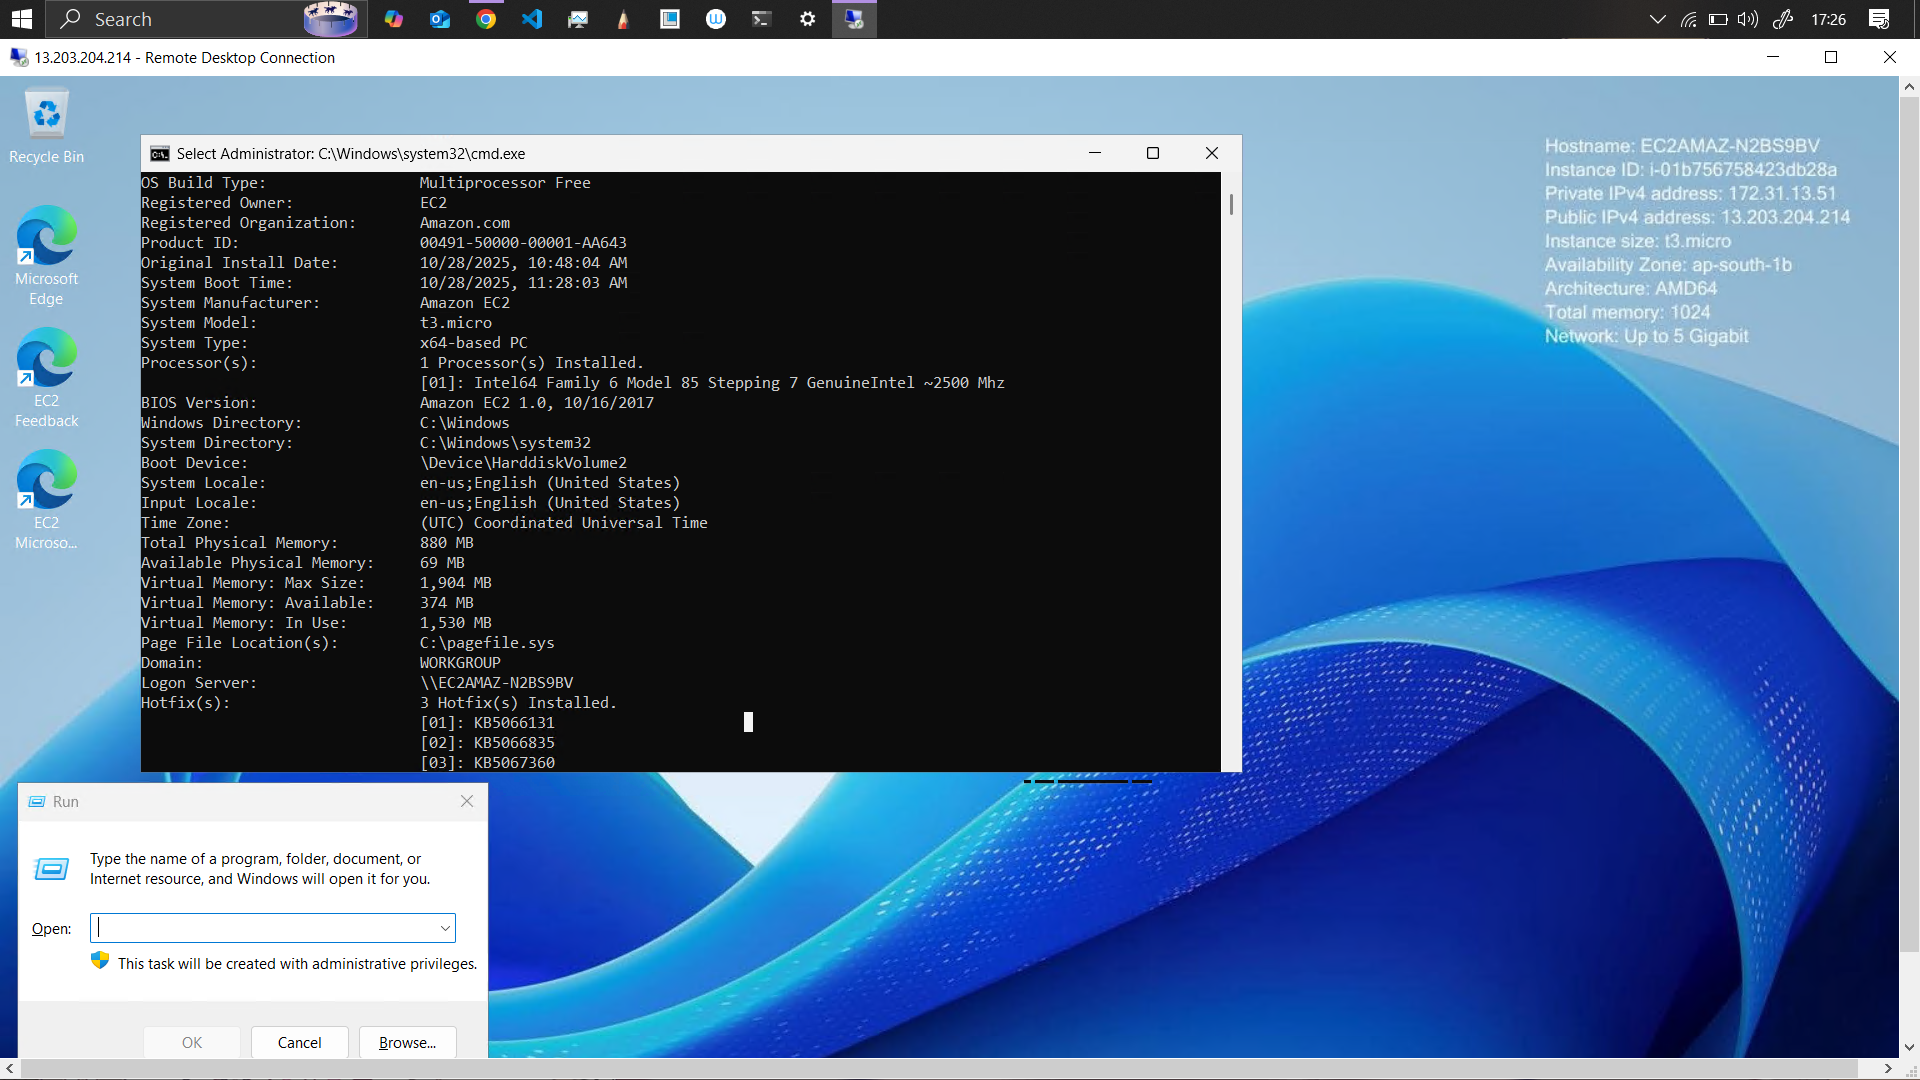 Search
17:26
13.203.204.214 - Remote Desktop Connection
Recycle Bin
Microsoft
Edge
EC2
Feedback
EC2
Microso...
Hostname: EC2AMAZ-N2BS9BV
Instance ID: i-01b756758423db28a
Private IPv4 address: 172.31.13.51
Public IPv4 address: 13.203.204.214
Instance size: t3.micro
Availability Zone: ap-south-1b
Architecture: AMD64
Total memory: 1024
Network: Up to 5 Gigabit
Select Administrator: C:\Windows\system32\cmd.exe
OS Build Type: Multiprocessor Free
Registered Owner: EC2
Registered Organization: Amazon.com
Product ID: 00491-50000-00001-AA643
Original Install Date: 10/28/2025, 10:48:04 AM
System Boot Time: 10/28/2025, 11:28:03 AM
System Manufacturer: Amazon EC2
System Model: t3.micro
System Type: x64-based PC
Processor(s): 1 Processor(s) Installed.
[01]: Intel64 Family 6 Model 85 Stepping 7 GenuineIntel ~2500 Mhz
BIOS Version: Amazon EC2 1.0, 10/16/2017
Windows Directory: C:\Windows
System Directory: C:\Windows\system32
Boot Device: \Device\HarddiskVolume2
System Locale: en-us;English (United States)
Input Locale: en-us;English (United States)
Time Zone: (UTC) Coordinated Universal Time
Total Physical Memory: 880 MB
Available Physical Memory: 69 MB
Virtual Memory: Max Size: 1,904 MB
Virtual Memory: Available: 374 MB
Virtual Memory: In Use: 1,530 MB
Page File Location(s): C:\pagefile.sys
Domain: WORKGROUP
Logon Server: \\EC2AMAZ-N2BS9BV
Hotfix(s): 3 Hotfix(s) Installed.
[01]: KB5066131
[02]: KB5066835
[03]: KB5067360
Run
Type the name of a program, folder, document, or
Internet resource, and Windows will open it for you.
Open:
This task will be created with administrative privileges.
OK
Cancel
Browse...